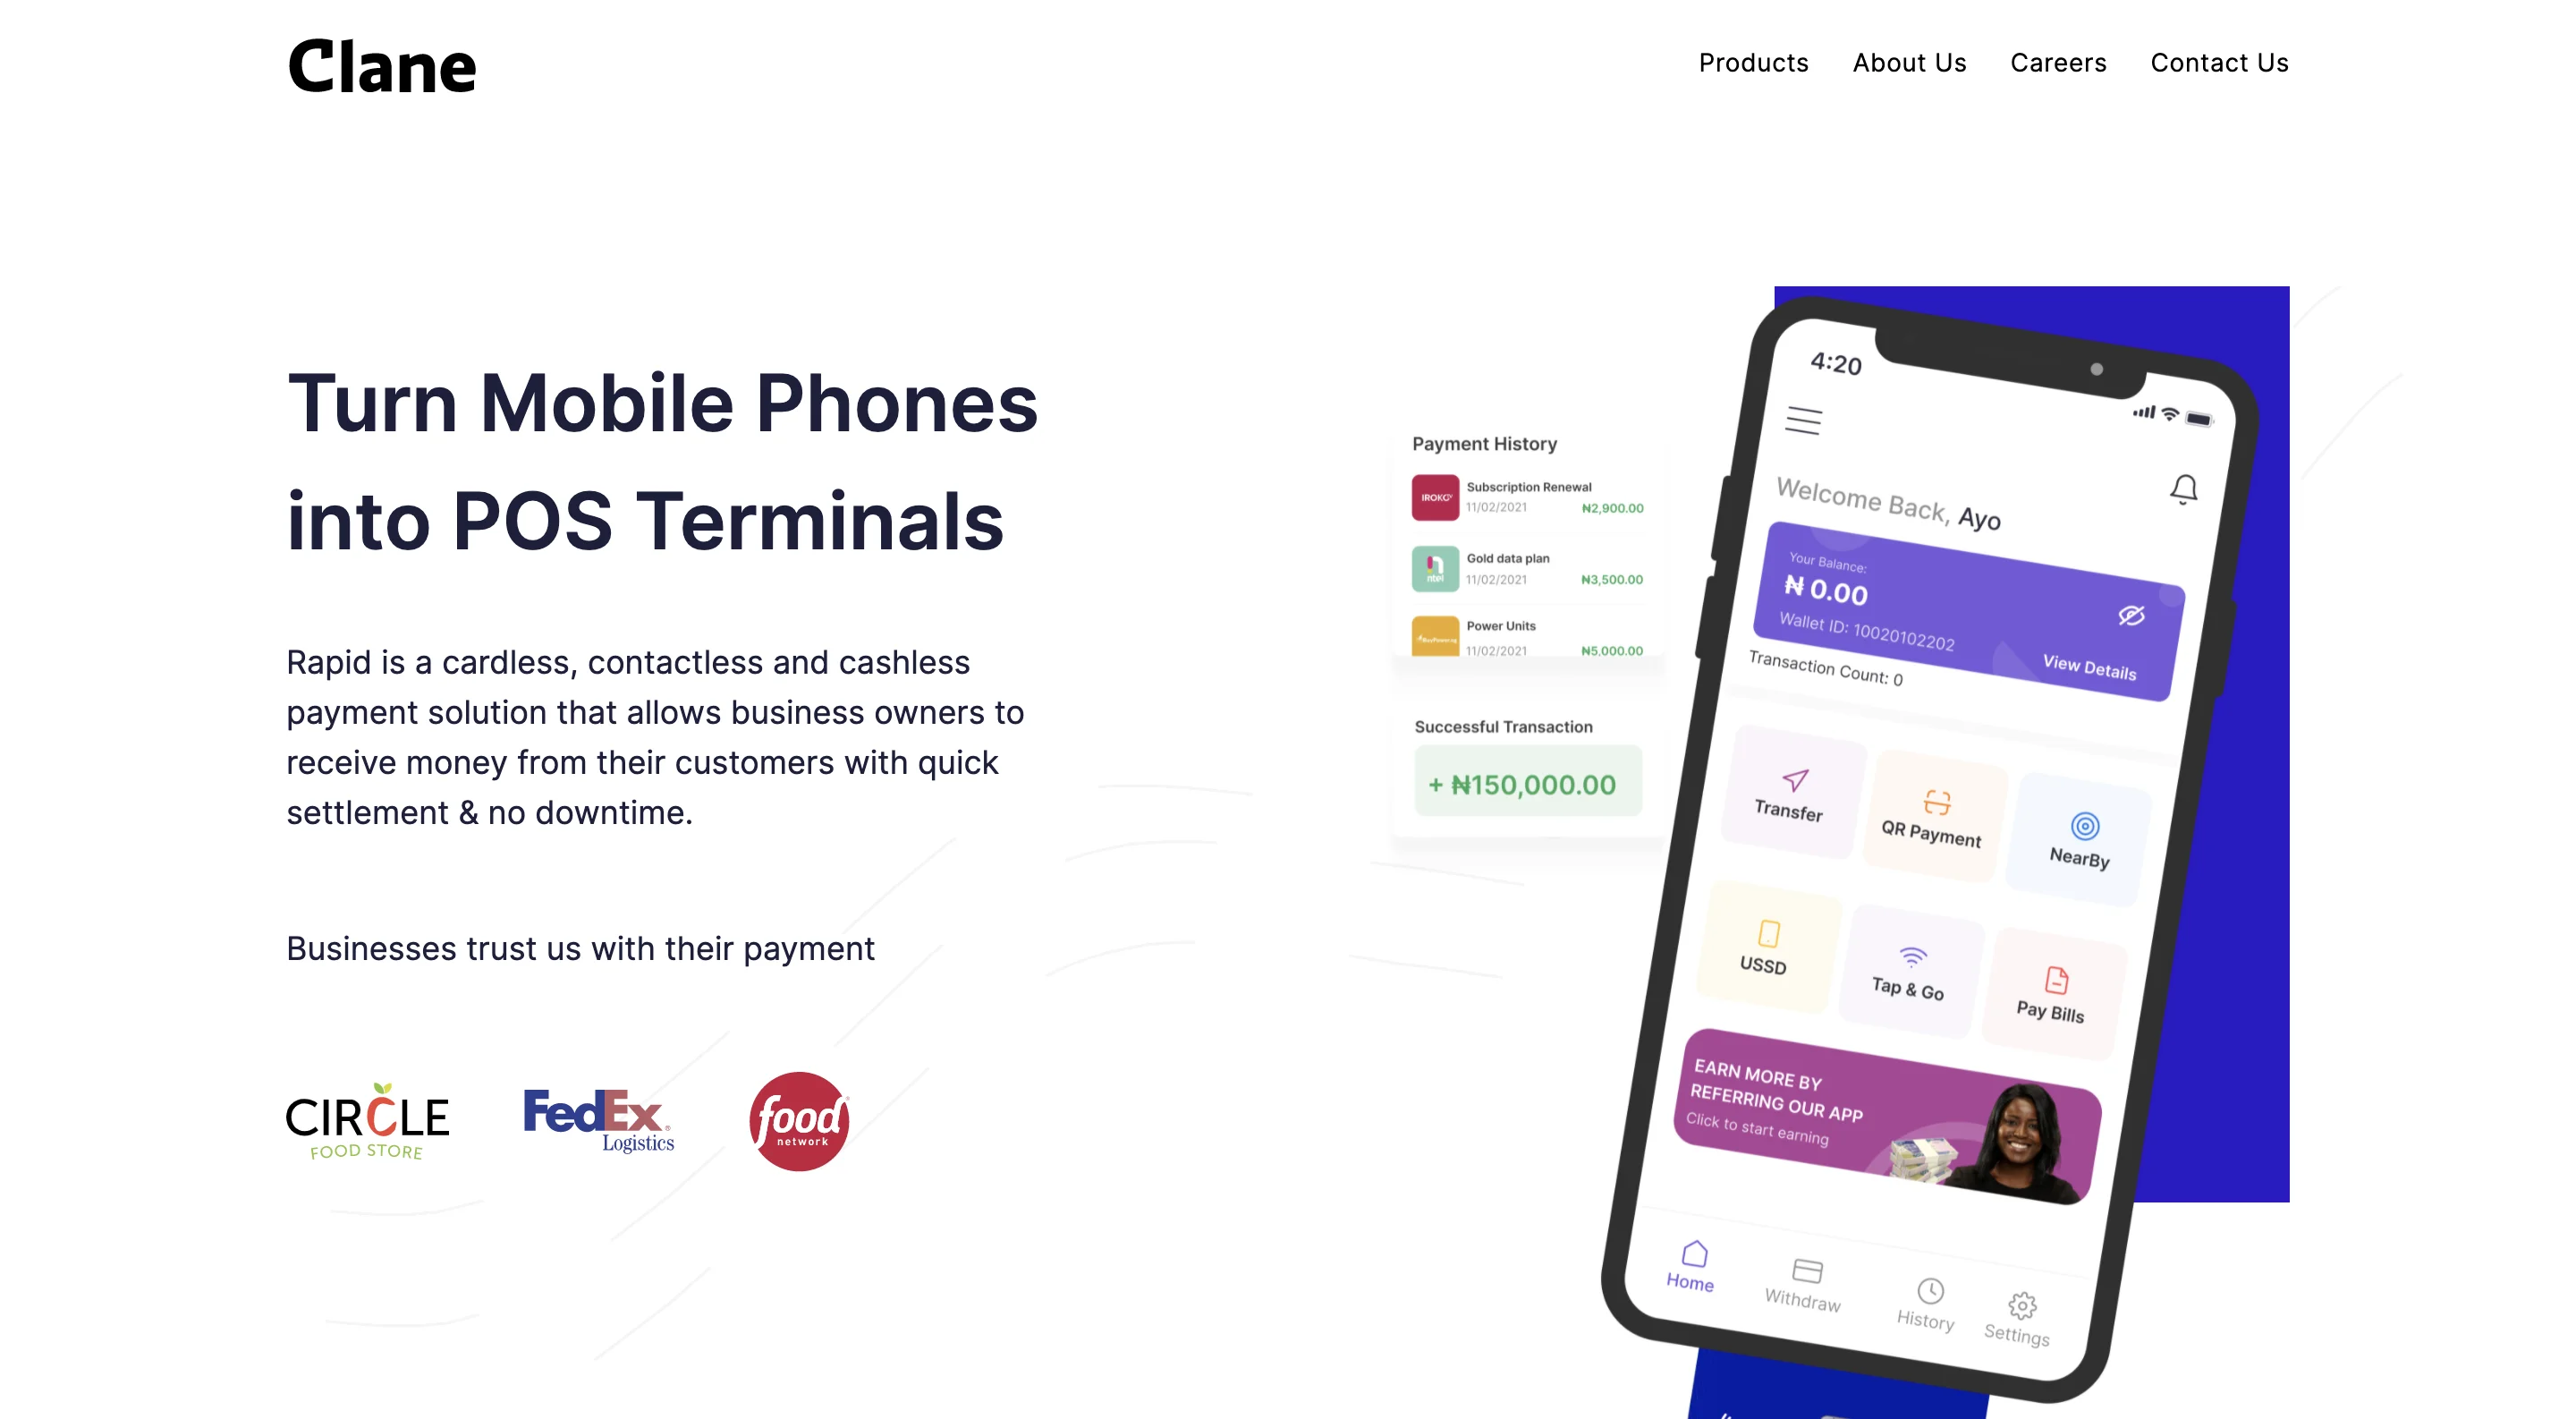 Clane
Products
About Us
Careers
Contact Us
Turn Mobile Phones
into POS Terminals
Rapid is a cardless, contactless and cashless
payment solution that allows business owners to
receive money from their customers with quick
settlement & no downtime.
Businesses trust us with their payment
CIRCLE
FOOD STORE
FedEx
Logistics
food
network
Payment History
Subscription Renewal
11/02/2021
₦2,900.00
ntel
Gold data plan
11/02/2021
₦3,500.00
Power Units
11/02/2021
₦5,000.00
Successful Transaction
+ ₦150,000.00
4:20
Welcome Back, Ayo
Your Balance:
₦ 0.00
Wallet ID: 10020102202
View Details
Transaction Count: 0
Transfer
QR Payment
NearBy
USSD
Tap & Go
Pay Bills
EARN MORE BY
REFERRING OUR APP
Click to start earning
Home
Withdraw
History
Settings